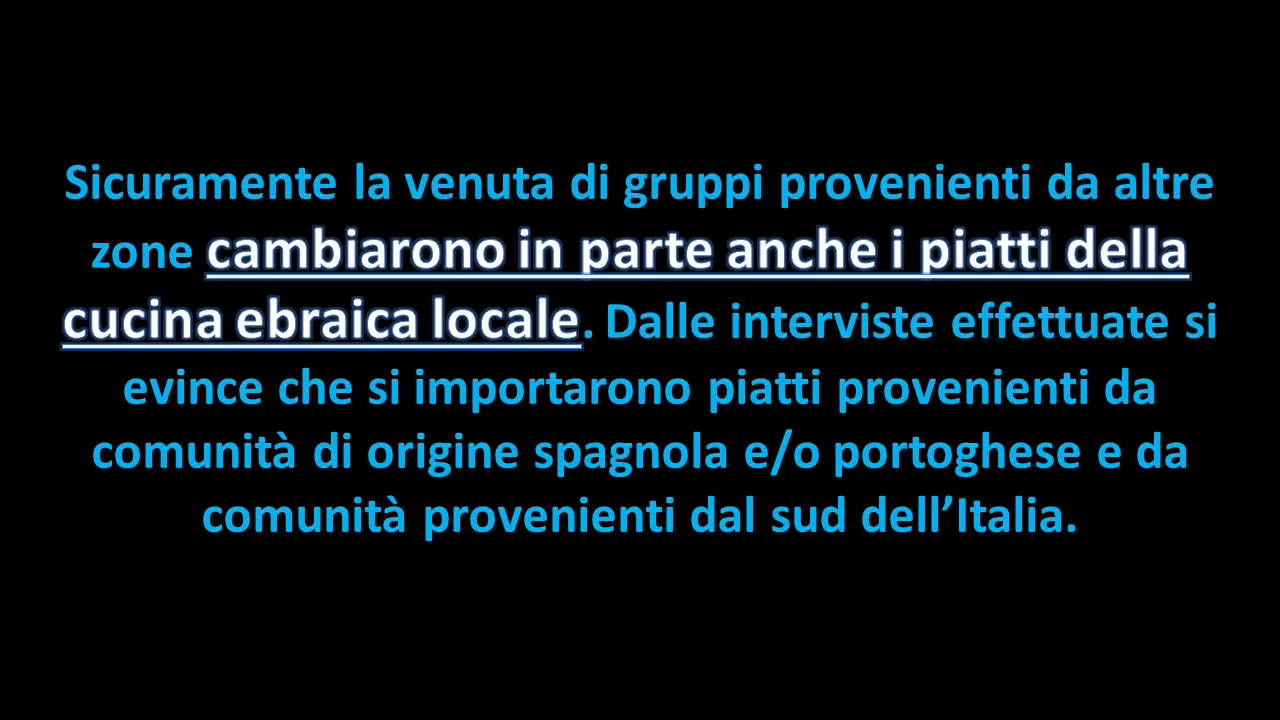 Sicuramente la venuta di gruppi provenienti da altre
zone cambiarono in parte anche i piatti della
cucina ebraica locale. Dalle interviste effettuate si
evince che si importarono piatti provenienti da
comunità di origine spagnola e/o portoghese e da
comunità provenienti dal sud dell’Italia.